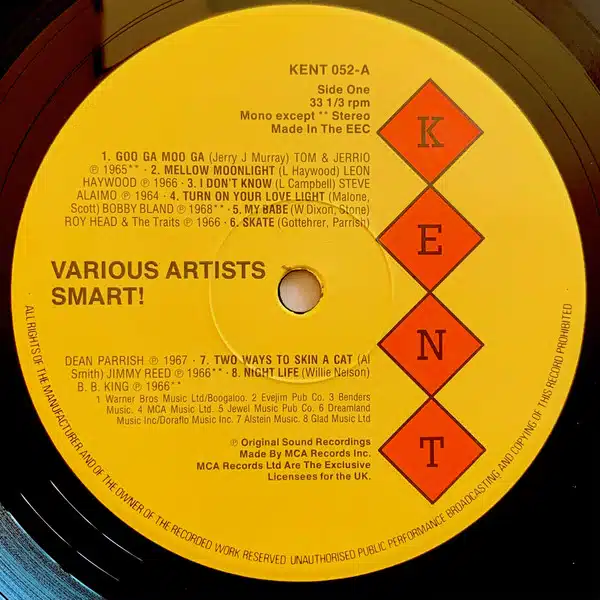 KENT 052-A
Side One
33 1/3 rpm
Mono except ** Stereo
Made In The EEC
1. GOO GA MOO GA (Jerry J Murray) TOM & JERRIO
℗ 1965** · 2. MELLOW MOONLIGHT (L Haywood) LEON
HAYWOOD ℗ 1966 · 3. I DON'T KNOW (L Campbell) STEVE
ALAIMO ℗ 1964 · 4. TURN ON YOUR LOVE LIGHT (Malone,
Scott) BOBBY BLAND ℗ 1968** · 5. MY BABE (W Dixon, Stone)
ROY HEAD & The Traits ℗ 1966 · 6. SKATE (Gottehrer, Parrish)
VARIOUS ARTISTS
SMART!
DEAN PARRISH ℗ 1967 · 7. TWO WAYS TO SKIN A CAT (Al
Smith) JIMMY REED ℗ 1966** · 8. NIGHT LIFE (Willie Nelson)
B. B. KING ℗ 1966**
1 Warner Bros Music Ltd/Boogaloo. 2 Evejim Pub Co. 3 Benders
Music. 4 MCA Music Ltd. 5 Jewel Music Pub Co. 6 Dreamland
Music Inc/Doraflo Music Inc. 7 Alstein Music. 8 Glad Music Ltd
℗ Original Sound Recordings
Made By MCA Records Inc.
MCA Records Ltd Are The Exclusive
Licensees for the UK.
K
E
N
T
ALL RIGHTS OF THE MANUFACTURER AND OF THE OWNER OF THE RECORDED WORK RESERVED. UNAUTHORISED PUBLIC PERFORMANCE BROADCASTING AND COPYING OF THIS RECORD PROHIBITED